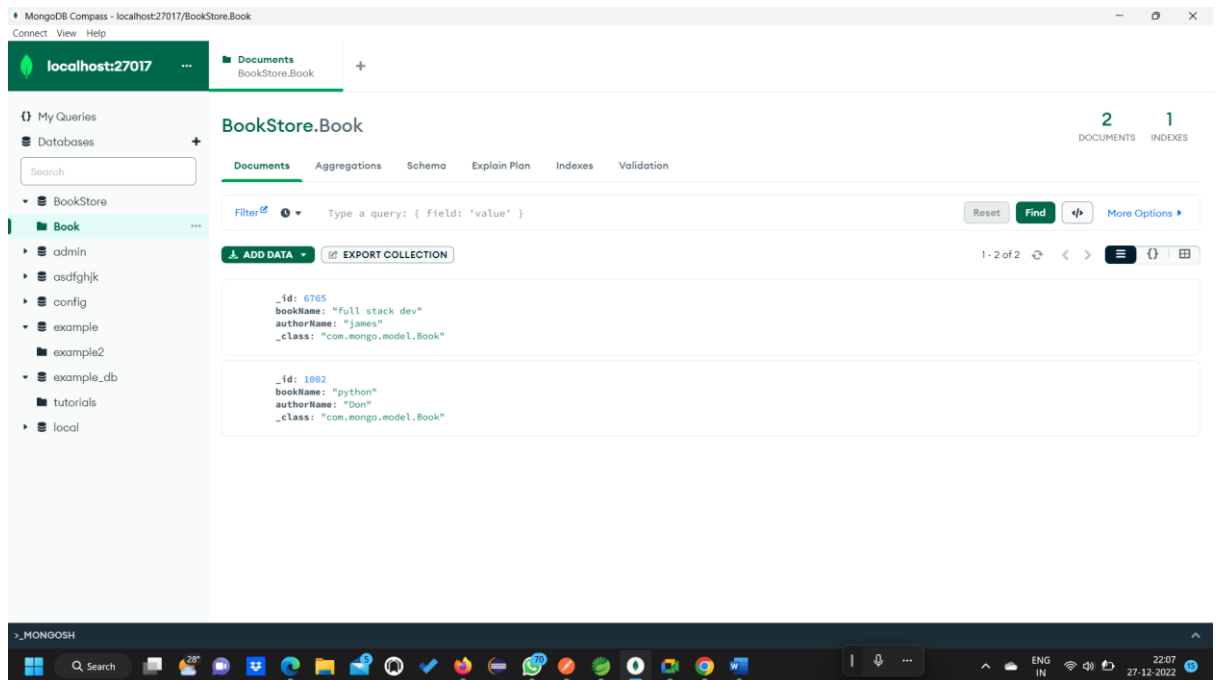 MongoDB Compass - localhost:27017/BookStore.Book
Connect View Help
localhost:27017 ...
Documents
BookStore.Book
+
{} My Queries
Databases +
Search
BookStore
Book ...
admin
asdfghjk
config
example
example2
example_db
tutorials
local
BookStore.Book
2
DOCUMENTS
1
INDEXES
Documents Aggregations Schema Explain Plan Indexes Validation
Filter Type a query: { field: 'value' } Reset Find </> More Options
ADD DATA EXPORT COLLECTION 1 - 2 of 2 < > {}
_id: 6765
bookName: "full stack dev"
authorName: "james"
_class: "com.mongo.model.Book"
_id: 1002
bookName: "python"
authorName: "Don"
_class: "com.mongo.model.Book"
>_MONGOSH
Search 28° 5 70 ... ENG 22:07
IN 27-12-2022 15